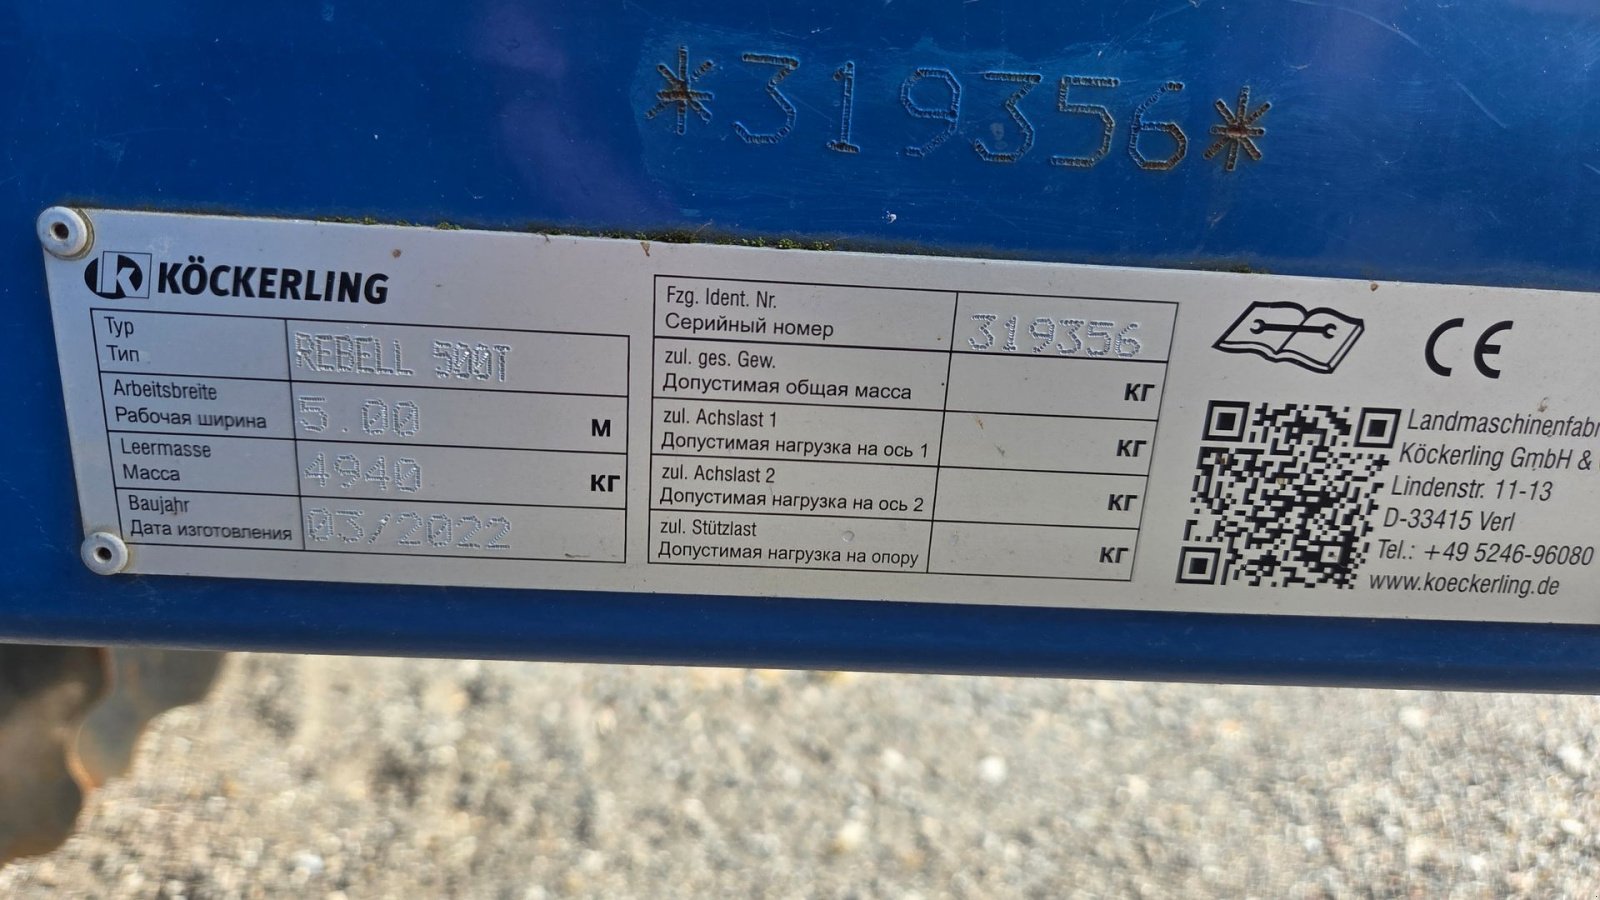 *319356*
KÖCKERLING
Typ
Тип
REBELL 500T
Arbeitsbreite
Рабочая ширина
5.00 М
Leermasse
Масса
4940 КГ
Baujahr
Дата изготовления
03/2022
Fzg. Ident. Nr.
Серийный номер
319356
zul. ges. Gew.
Допустимая общая масса
КГ
zul. Achslast 1
Допустимая нагрузка на ось 1
КГ
zul. Achslast 2
Допустимая нагрузка на ось 2
КГ
zul. Stützlast
Допустимая нагрузка на опору
КГ
CE
Landmaschinenfabr
Köckerling GmbH &
Lindenstr. 11-13
D-33415 Verl
Tel.: +49 5246-96080
www.koeckerling.de